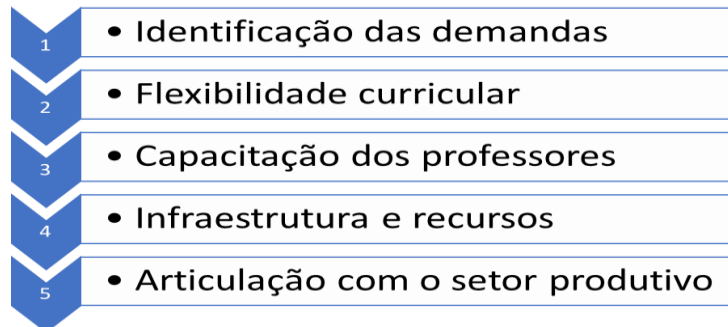 1 • Identificação das demandas
2 • Flexibilidade curricular
3 • Capacitação dos professores
4 • Infraestrutura e recursos
5 • Articulação com o setor produtivo